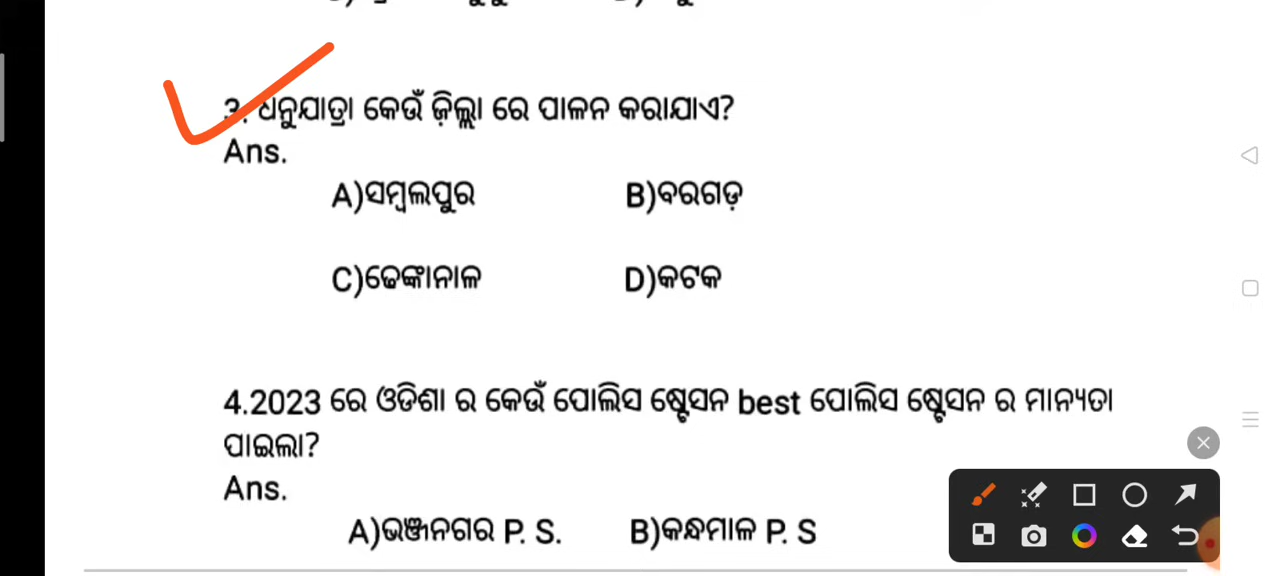 3. ଧନୁଯାତ୍ରା କେଉଁ ଜ଼ିଲ୍ଲା ରେ ପାଳନ କରାଯାଏ?
Ans.
A)ସମ୍ବଲପୁର B)ବରଗଡ଼
C)ଢେଙ୍କାନାଳ D)କଟକ
4.2023 ରେ ଓଡିଶା ର କେଉଁ ପୋଲିସ ଷ୍ଟେସନ best ପୋଲିସ ଷ୍ଟେସନ ର ମାନ୍ୟତା
ପାଇଲା?
Ans.
A)ଭଞ୍ଜନଗର P. S. B)କନ୍ଧମାଳ P. S